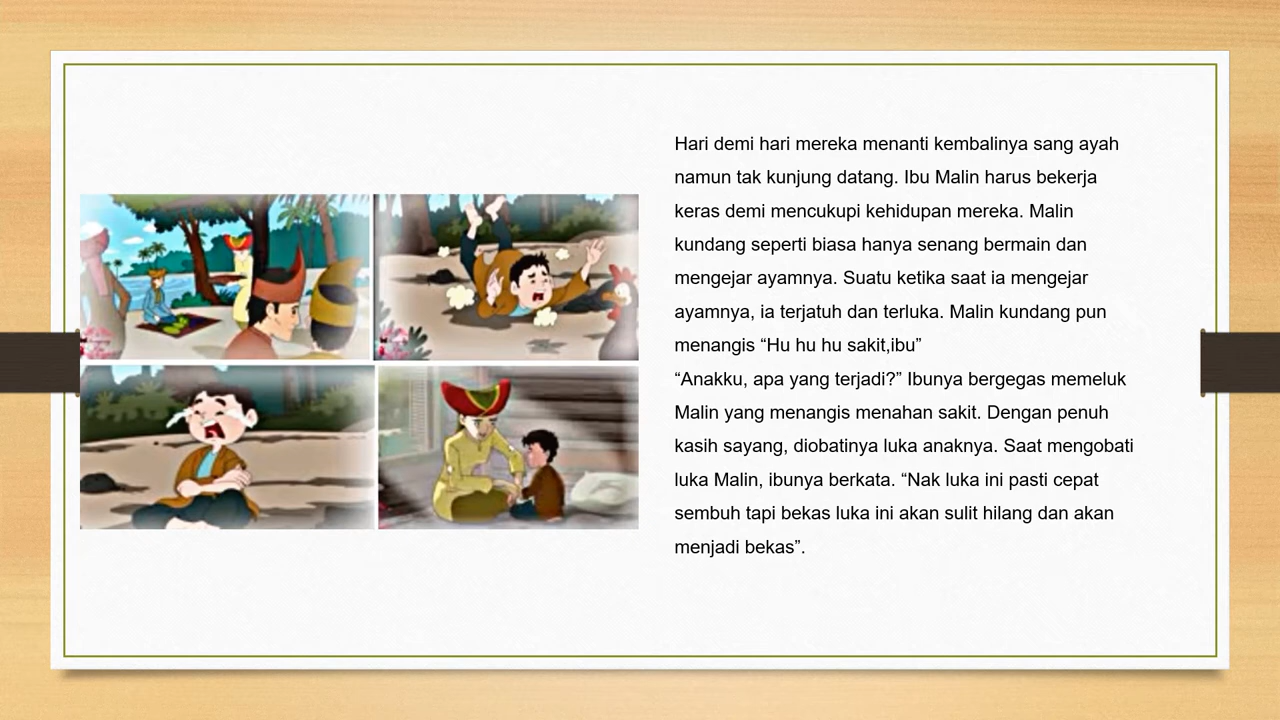 Hari demi hari mereka menanti kembalinya sang ayah
namun tak kunjung datang. Ibu Malin harus bekerja
keras demi mencukupi kehidupan mereka. Malin
kundang seperti biasa hanya senang bermain dan
mengejar ayamnya. Suatu ketika saat ia mengejar
ayamnya, ia terjatuh dan terluka. Malin kundang pun
menangis “Hu hu hu sakit,ibu”
“Anakku, apa yang terjadi?” Ibunya bergegas memeluk
Malin yang menangis menahan sakit. Dengan penuh
kasih sayang, diobatinya luka anaknya. Saat mengobati
luka Malin, ibunya berkata. “Nak luka ini pasti cepat
sembuh tapi bekas luka ini akan sulit hilang dan akan
menjadi bekas”.